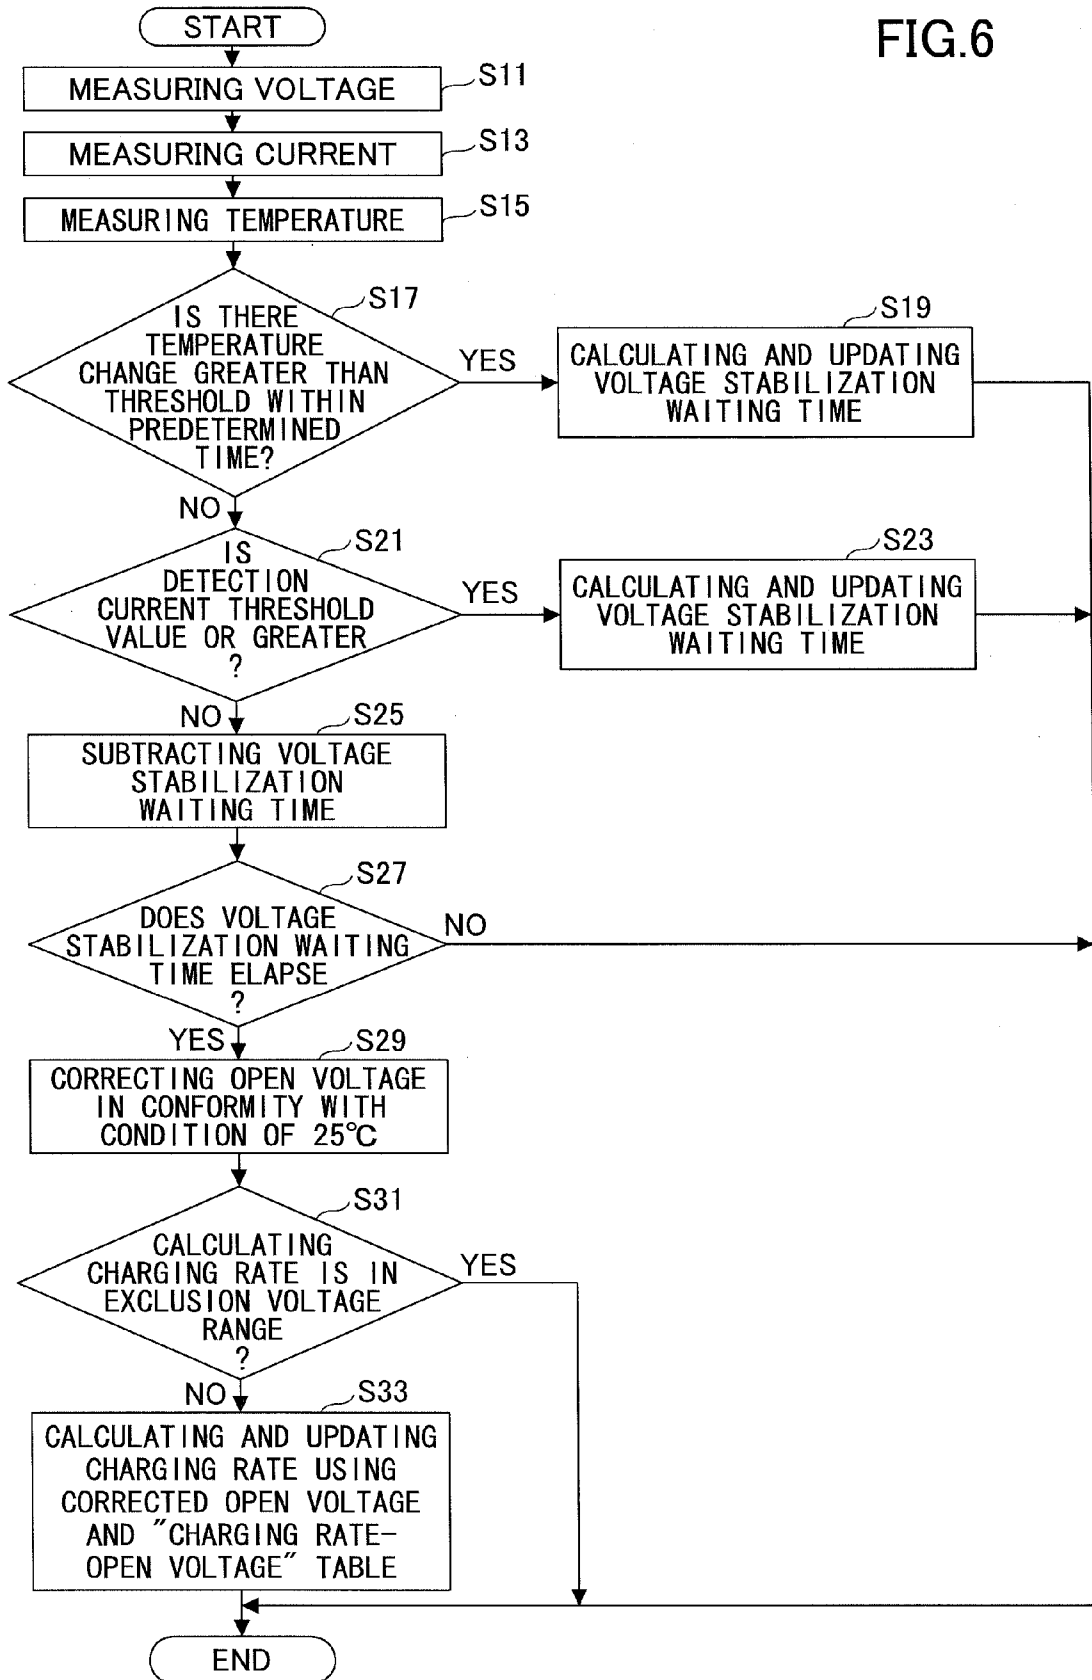 FIG.6
START
MEASURING VOLTAGE
S11
MEASURING CURRENT
S13
MEASURING TEMPERATURE
S15
S17
IS THERE
TEMPERATURE
CHANGE GREATER THAN
THRESHOLD WITHIN
PREDETERMINED
TIME?
YES
S19
CALCULATING AND UPDATING
VOLTAGE STABILIZATION
WAITING TIME
NO
S21
IS
DETECTION
CURRENT THRESHOLD
VALUE OR GREATER
?
YES
S23
CALCULATING AND UPDATING
VOLTAGE STABILIZATION
WAITING TIME
NO
S25
SUBTRACTING VOLTAGE
STABILIZATION
WAITING TIME
S27
DOES VOLTAGE
STABILIZATION WAITING
TIME ELAPSE
?
NO
YES
S29
CORRECTING OPEN VOLTAGE
IN CONFORMITY WITH
CONDITION OF 25℃
S31
CALCULATING
CHARGING RATE IS IN
EXCLUSION VOLTAGE
RANGE
?
YES
NO
S33
CALCULATING AND UPDATING
CHARGING RATE USING
CORRECTED OPEN VOLTAGE
AND "CHARGING RATE-
OPEN VOLTAGE" TABLE
END